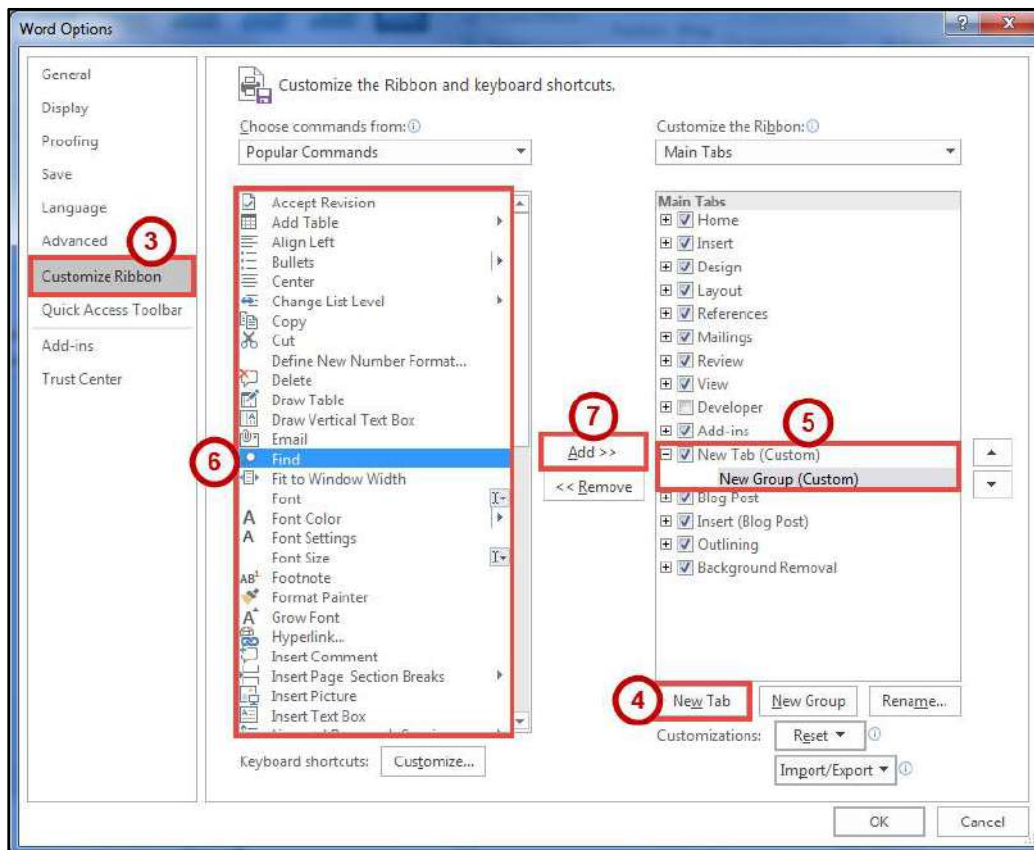 Word Options
General
Display
Proofing
Save
Language
Advanced
3
Customize Ribbon
Quick Access Toolbar
Add-ins
Trust Center
Customize the Ribbon and keyboard shortcuts.
Choose commands from:
Popular Commands
Accept Revision
Add Table
Align Left
Bullets
Center
Change List Level
Copy
Cut
Define New Number Format...
Delete
Draw Table
Draw Vertical Text Box
Email
6
Find
Fit to Window Width
Font
Font Color
Font Settings
Font Size
Footnote
Format Painter
Grow Font
Hyperlink...
Insert Comment
Insert Page Section Breaks
Insert Picture
Insert Text Box
Keyboard shortcuts: Customize...
7
Add >>
<< Remove
Customize the Ribbon:
Main Tabs
Main Tabs
Home
Insert
Design
Layout
References
Mailings
Review
View
Developer
Add-ins
5
New Tab (Custom)
New Group (Custom)
Blog Post
Insert (Blog Post)
Outlining
Background Removal
4
New Tab New Group Rename...
Customizations: Reset
Import/Export
OK Cancel